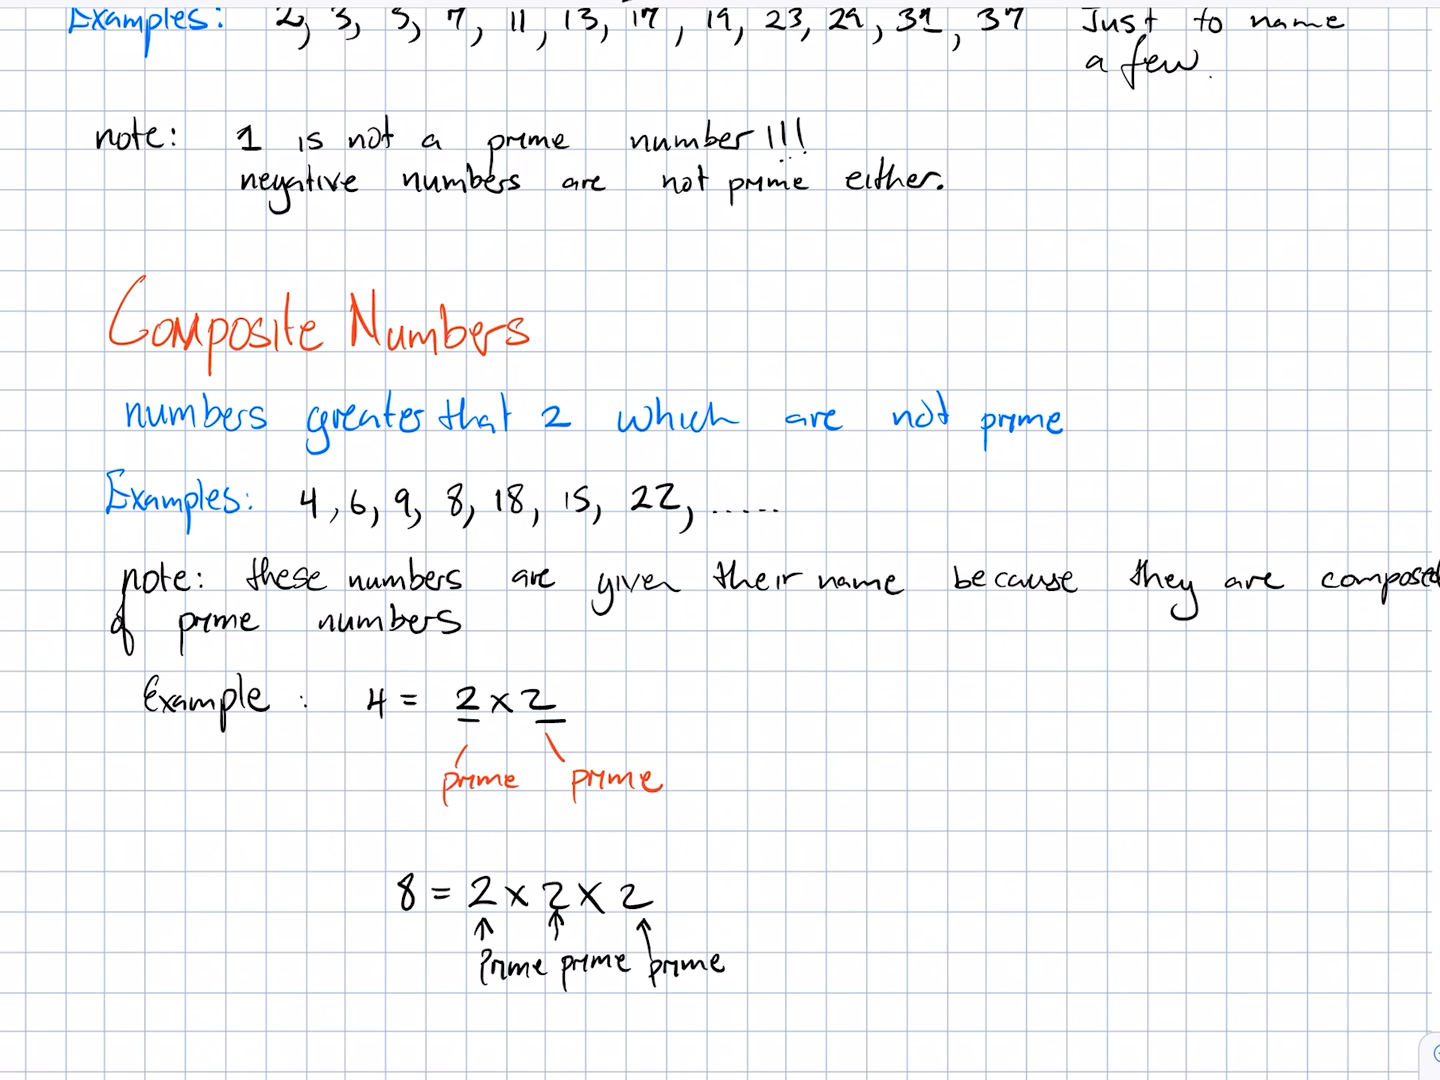 Examples: 2, 3, 5, 7, 11, 13, 17, 19, 23, 29, 31, 37 Just to name
a few.
note: 1 is not a prime number!!!
negative numbers are not prime either.
Composite Numbers
numbers greater that 2 which are not prime
Examples: 4, 6, 9, 8, 18, 15, 22, .....
note: these numbers are given their name because they are composed
of prime numbers
Example: 4 = 2 x 2
prime prime
8 = 2 x 2 x 2
Prime prime prime